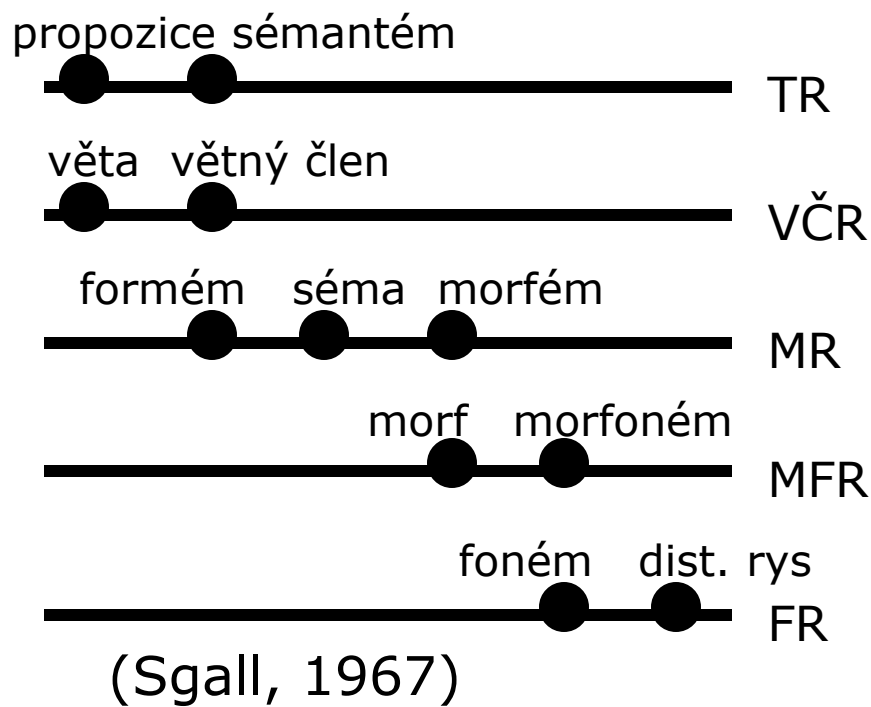 propozice sémantém
TR
věta větný člen
VČR
formém séma morfém
MR
morf morfoném
MFR
foném dist. rys
FR
(Sgall, 1967)